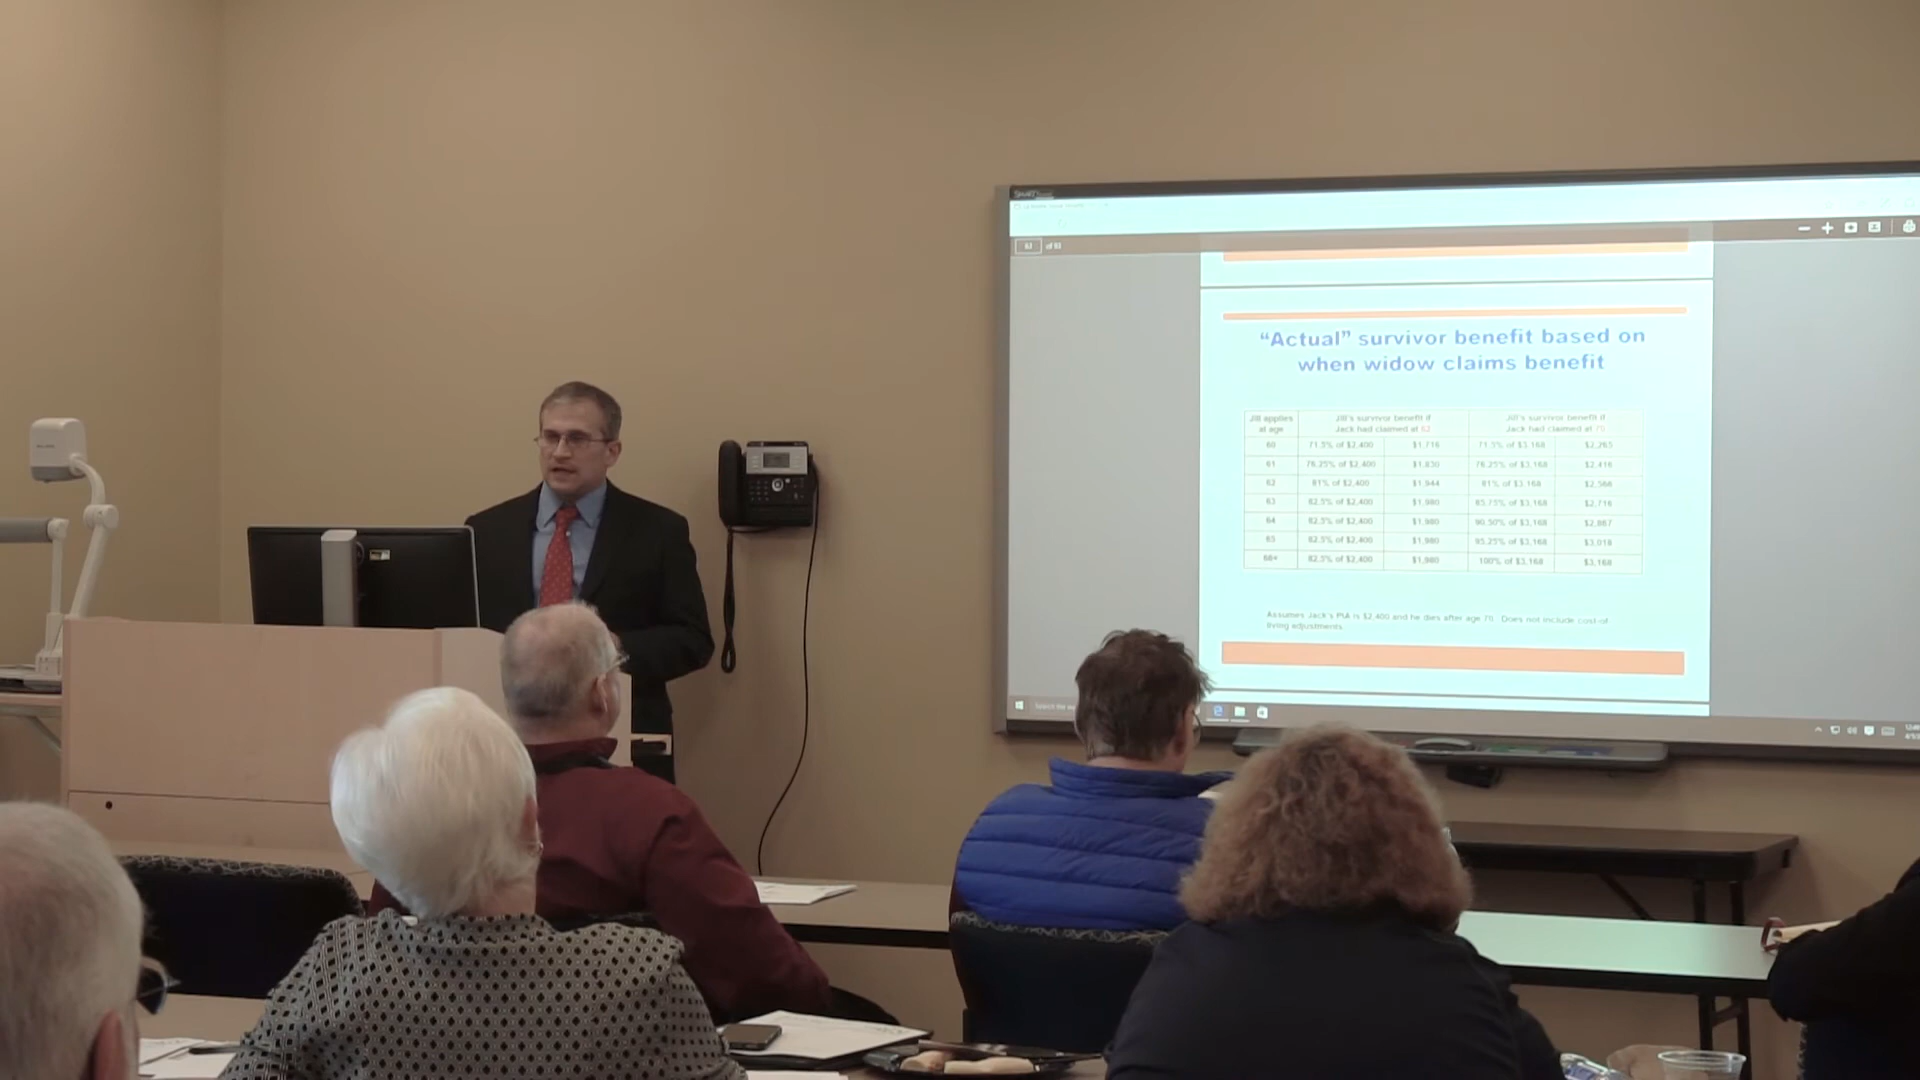 SMART
62 of 93
“Actual” survivor benefit based on
when widow claims benefit
Jill applies at age | Jill's survivor benefit if Jack had claimed at 62 | Jill's survivor benefit if Jack had claimed at 70
60 71.5% of $2,400 $1,716 71.5% of $3,168 $2,265
61 76.25% of $2,400 $1,830 76.25% of $3,168 $2,416
62 81% of $2,400 $1,944 81% of $3,168 $2,566
63 82.5% of $2,400 $1,980 85.75% of $3,168 $2,716
64 82.5% of $2,400 $1,980 90.50% of $3,168 $2,867
65 82.5% of $2,400 $1,980 95.25% of $3,168 $3,018
66+ 82.5% of $2,400 $1,980 100% of $3,168 $3,168
Assumes Jack's PIA is $2,400 and he dies after age 70. Does not include cost-of
living adjustments.
Search the